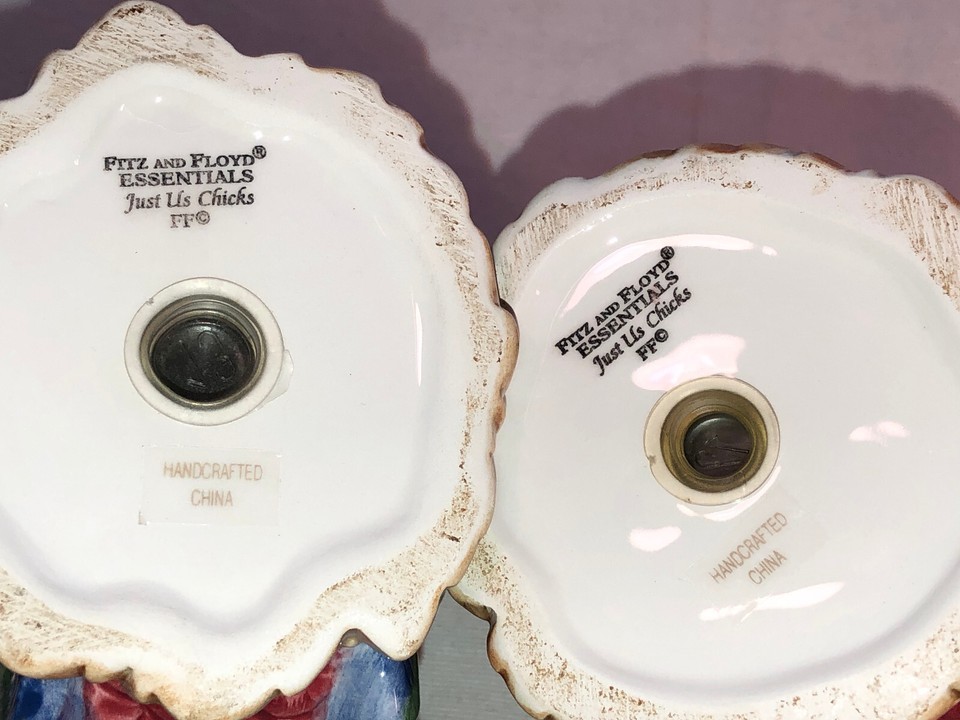 FITZ AND FLOYD®
ESSENTIALS
Just Us Chicks
FF©
HANDCRAFTED
CHINA
FITZ AND FLOYD®
ESSENTIALS
Just Us Chicks
FF©
HANDCRAFTED
CHINA